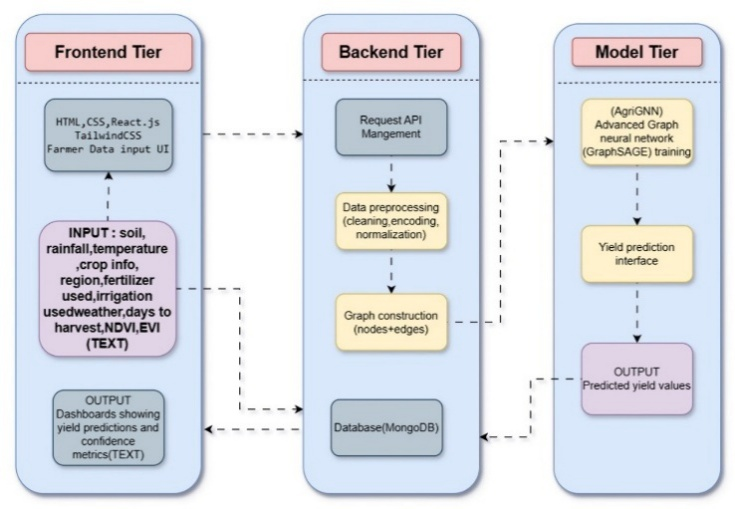 Frontend Tier
HTML,CSS,React.js
TailwindCSS
Farmer Data input UI
INPUT : soil,
rainfall,temperature
,crop info,
region,fertilizer
used,irrigation
usedweather,days to
harvest,NDVI,EVI
(TEXT)
OUTPUT
Dashboards showing
yield predictions and
confidence
metrics(TEXT)
Backend Tier
Request API
Mangement
Data preprocessing
(cleaning,encoding,
normalization)
Graph construction
(nodes+edges)
Database(MongoDB)
Model Tier
(AgriGNN)
Advanced Graph
neural network
(GraphSAGE) training
Yield prediction
interface
OUTPUT
Predicted yield values